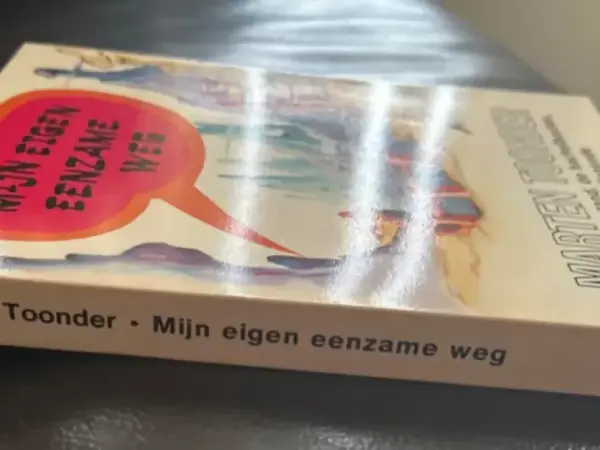 MIJN EIGEN
EENZAME
WEG
MARTEN TOONDER
Toonder • Mijn eigen eenzame weg